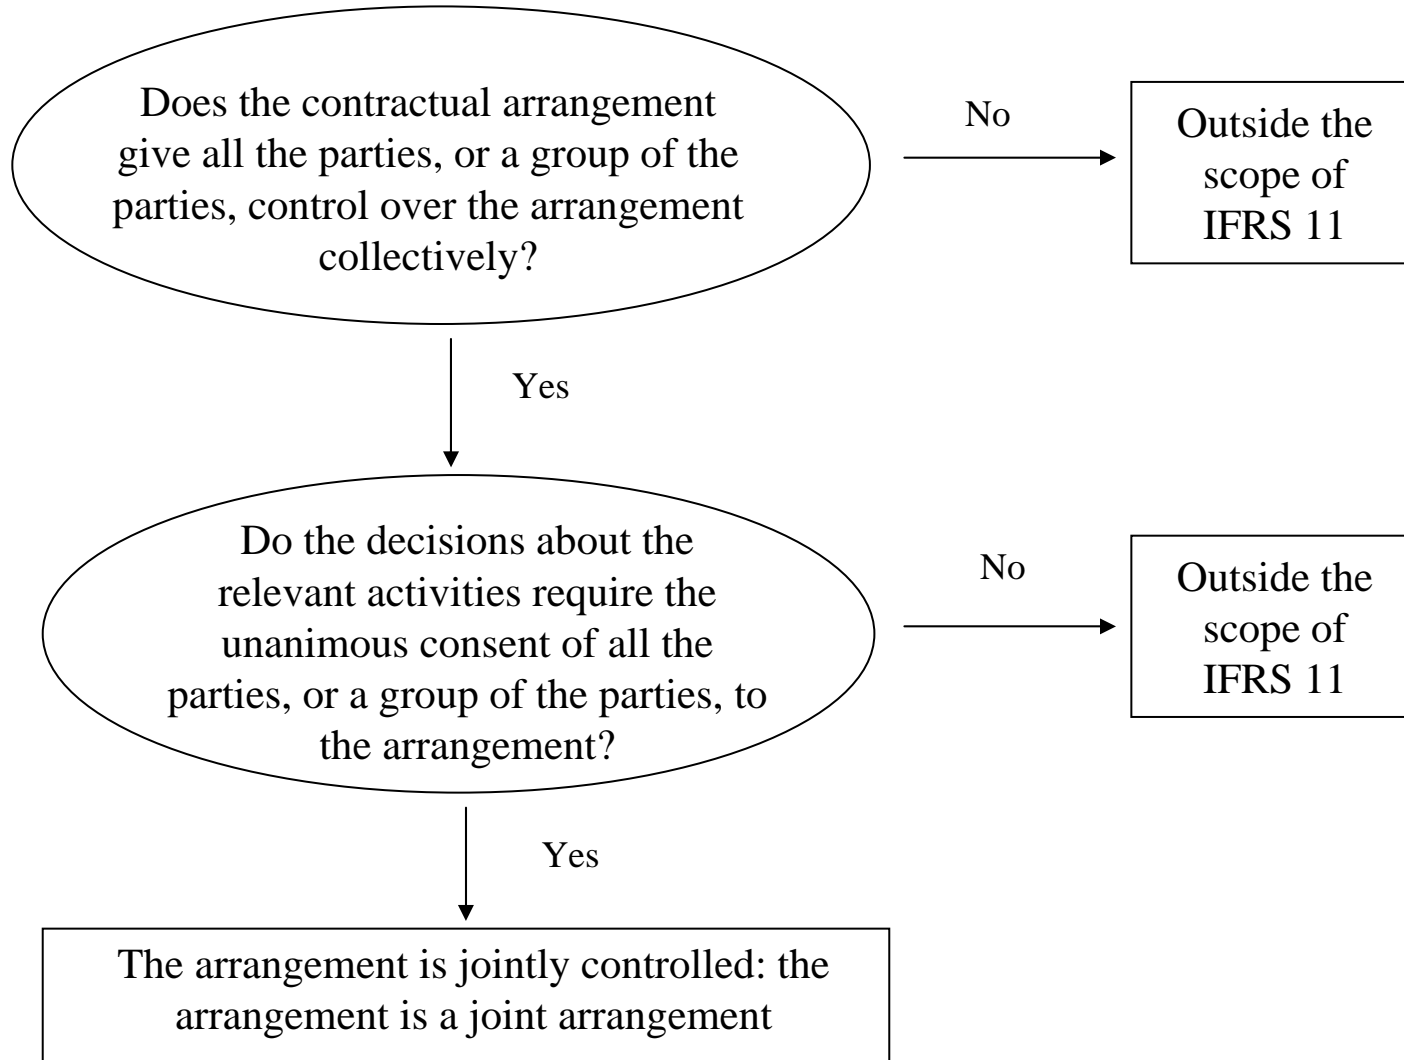 Does the contractual arrangement
give all the parties, or a group of the
parties, control over the arrangement
collectively?
No
Outside the
scope of
IFRS 11
Yes
Do the decisions about the
relevant activities require the
unanimous consent of all the
parties, or a group of the parties, to
the arrangement?
No
Outside the
scope of
IFRS 11
Yes
The arrangement is jointly controlled: the
arrangement is a joint arrangement